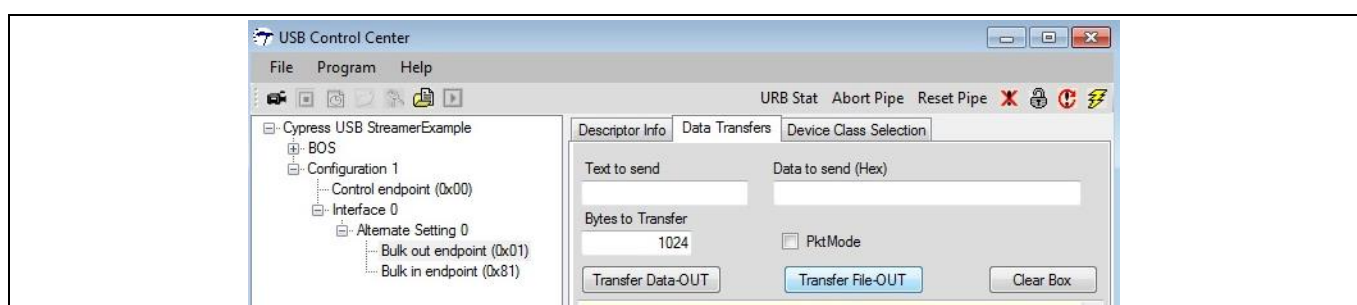 USB Control Center
File Program Help
URB Stat Abort Pipe Reset Pipe
Cypress USB StreamerExample
BOS
Configuration 1
Control endpoint (0x00)
Interface 0
Alternate Setting 0
Bulk out endpoint (0x01)
Bulk in endpoint (0x81)
Descriptor Info Data Transfers Device Class Selection
Text to send Data to send (Hex)
Bytes to Transfer
1024 PktMode
Transfer Data-OUT Transfer File-OUT Clear Box